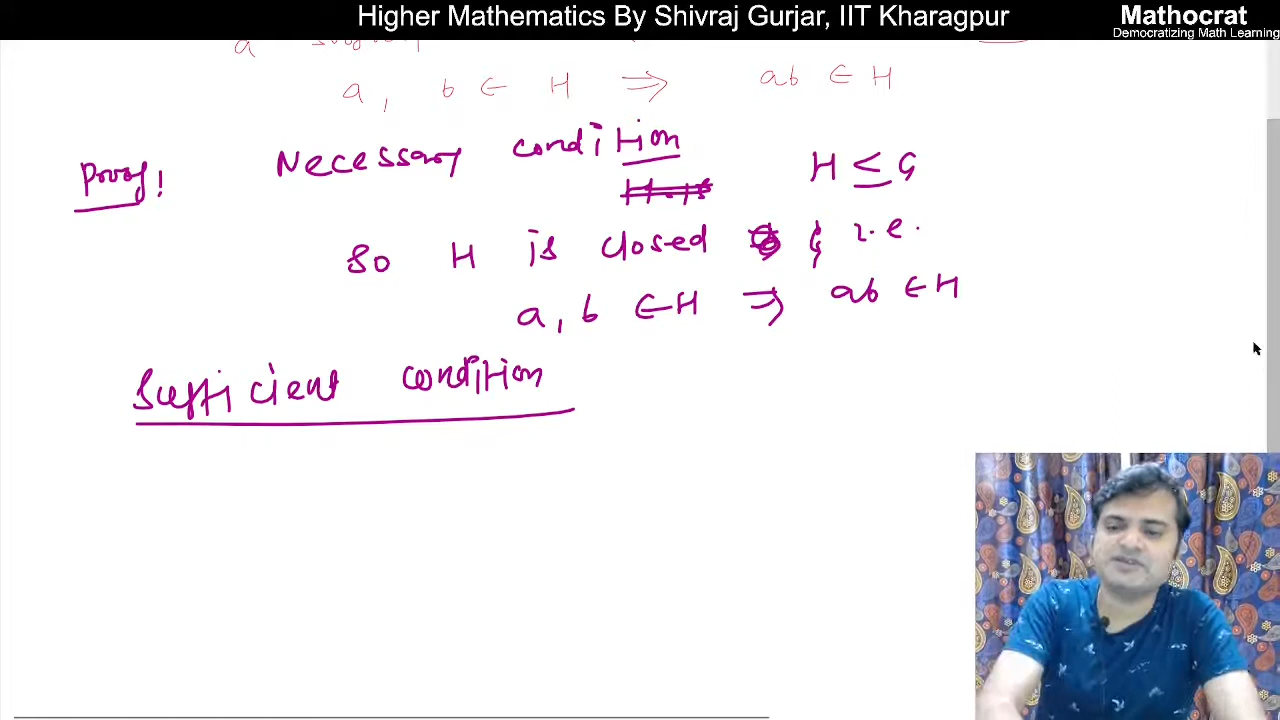 Higher Mathematics By Shivraj Gurjar, IIT Kharagpur
Mathocrat
Democratizing Math Learning
a
a, b ∈ H ⇒ ab ∈ H
Proof! Necessary condition
H ≤ G
So H is closed & i.e.
a, b ∈ H ⇒ ab ∈ H
Sufficient condition